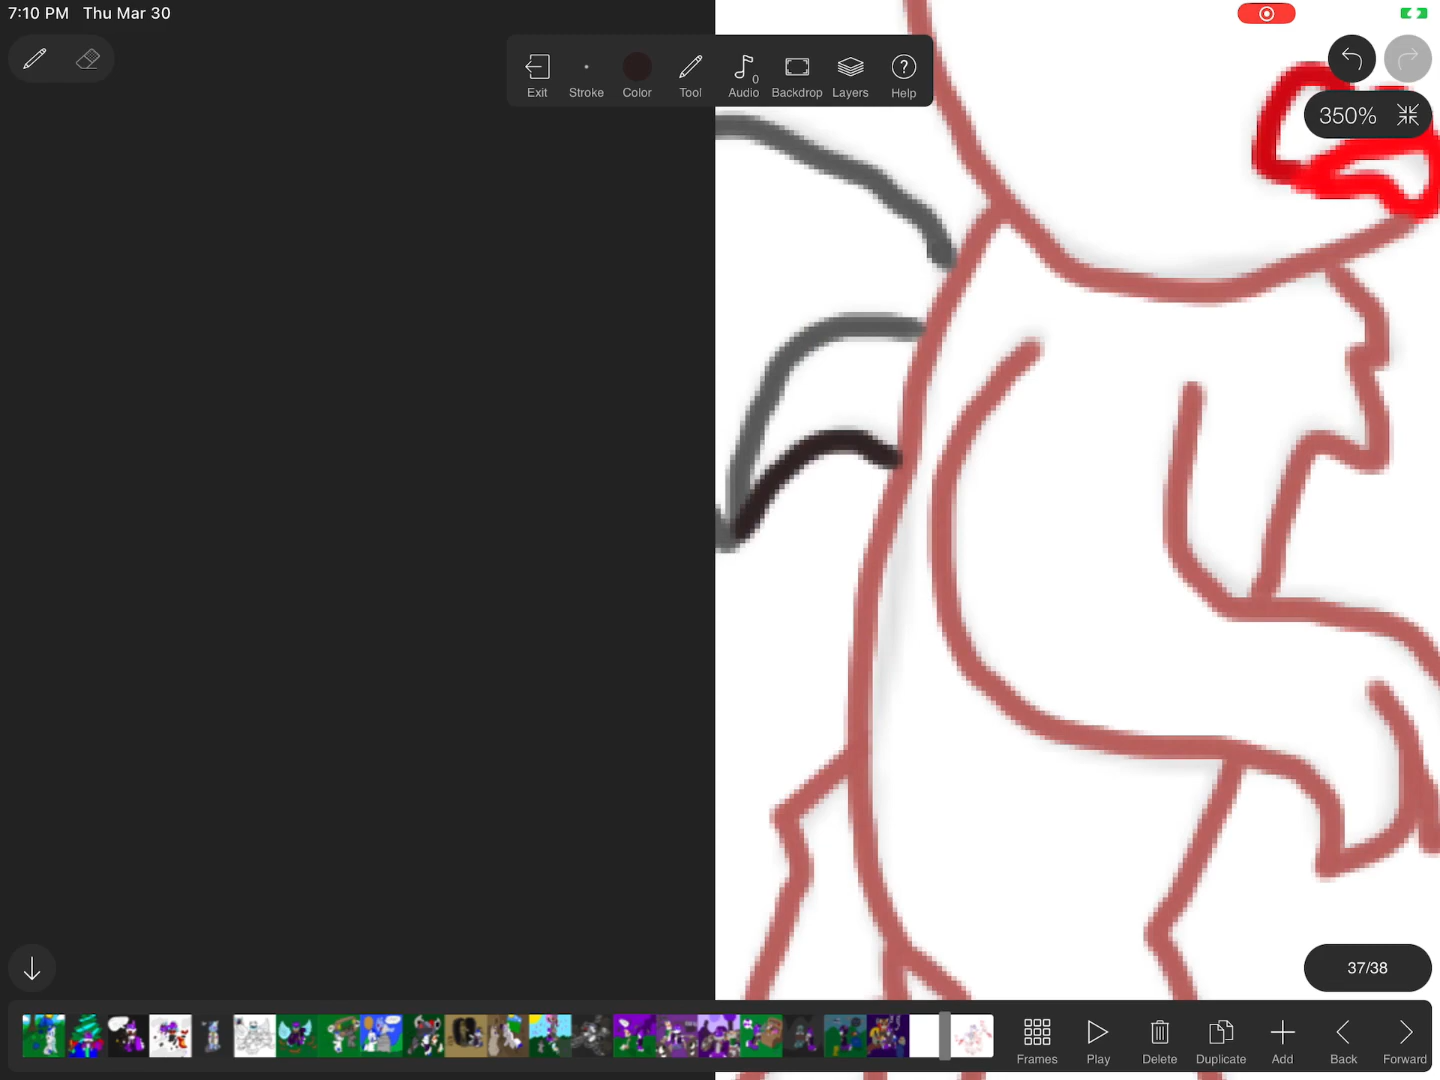 7:10 PM Thu Mar 30
Exit Stroke Color Tool Audio 0 Backdrop Layers Help
350%
37/38
Frames Play Delete Duplicate Add Back Forward